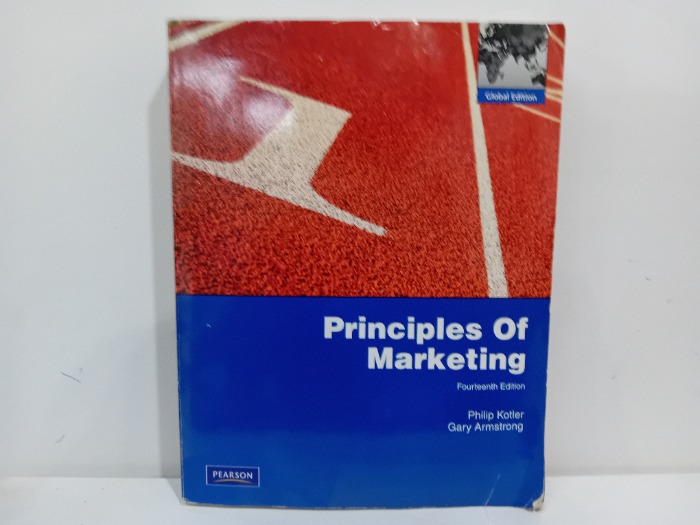 Global Edition
Principles Of
Marketing
Fourteenth Edition
Philip Kotler
Gary Armstrong
PEARSON